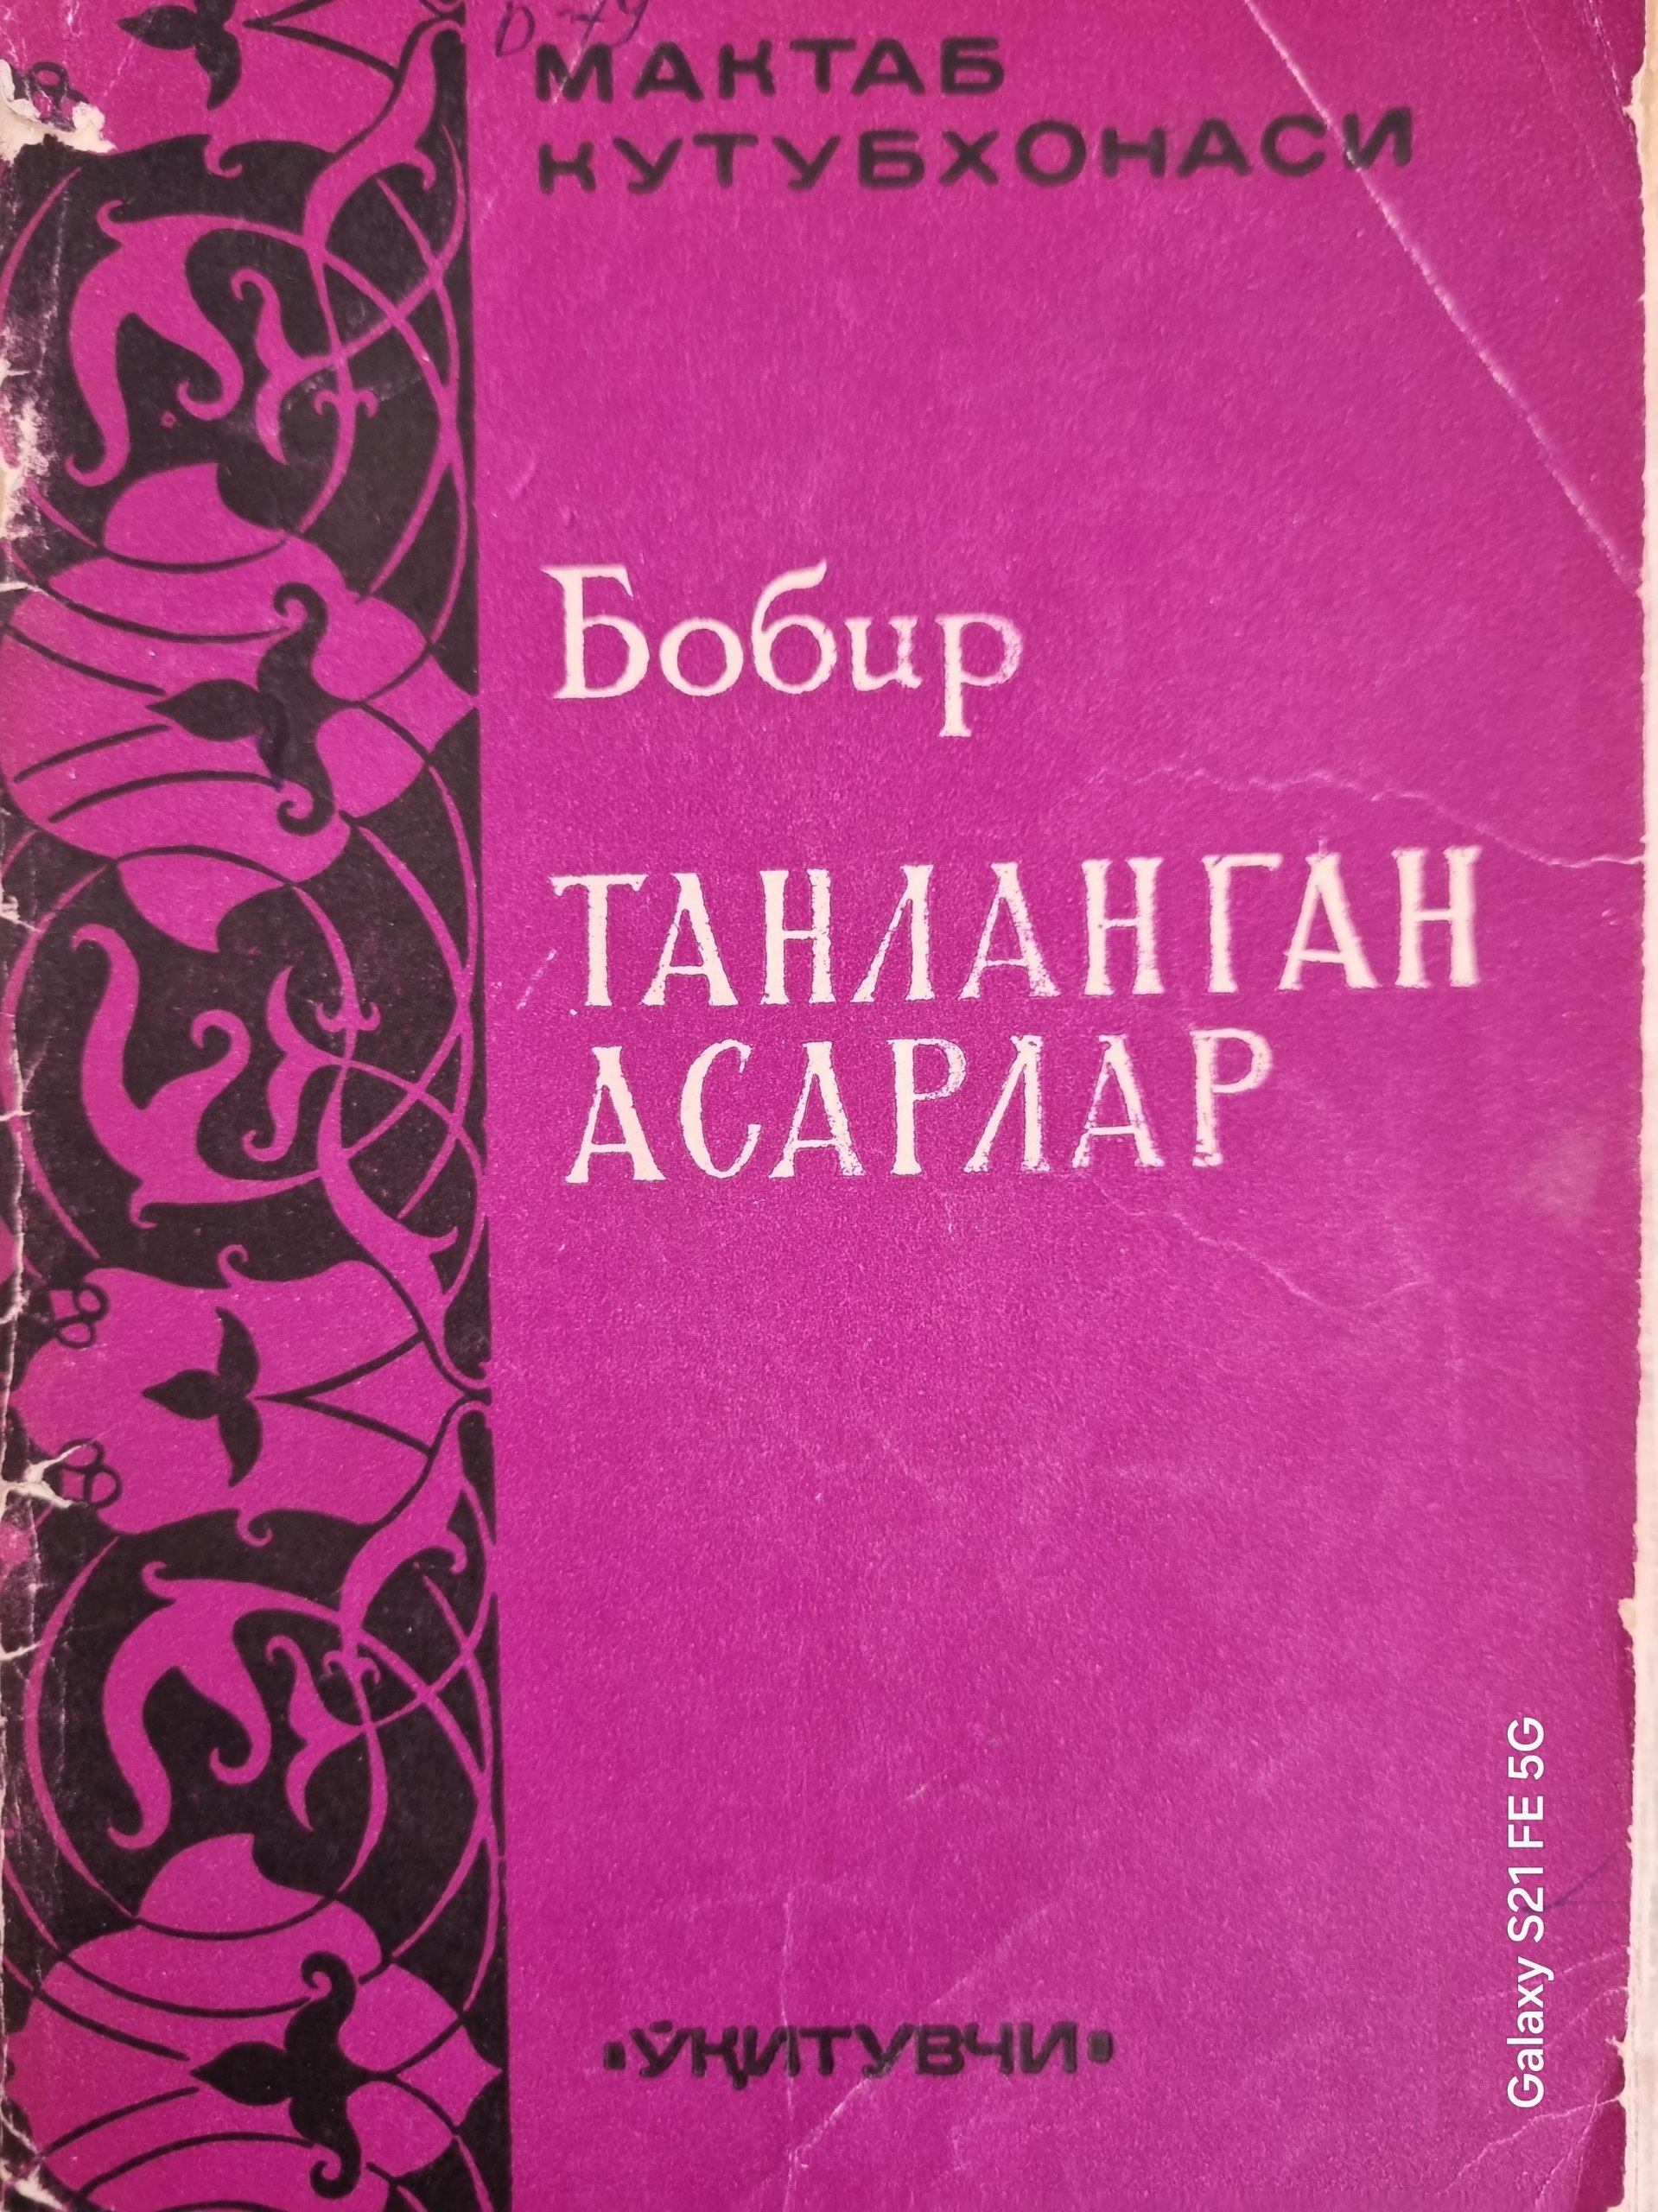 МАКТАБ
КУТУБХОНАСИ
Бобир
ТАНЛАНГАН
АСАРЛАР
«ЎҚИТУВЧИ»
Galaxy S21 FE 5G